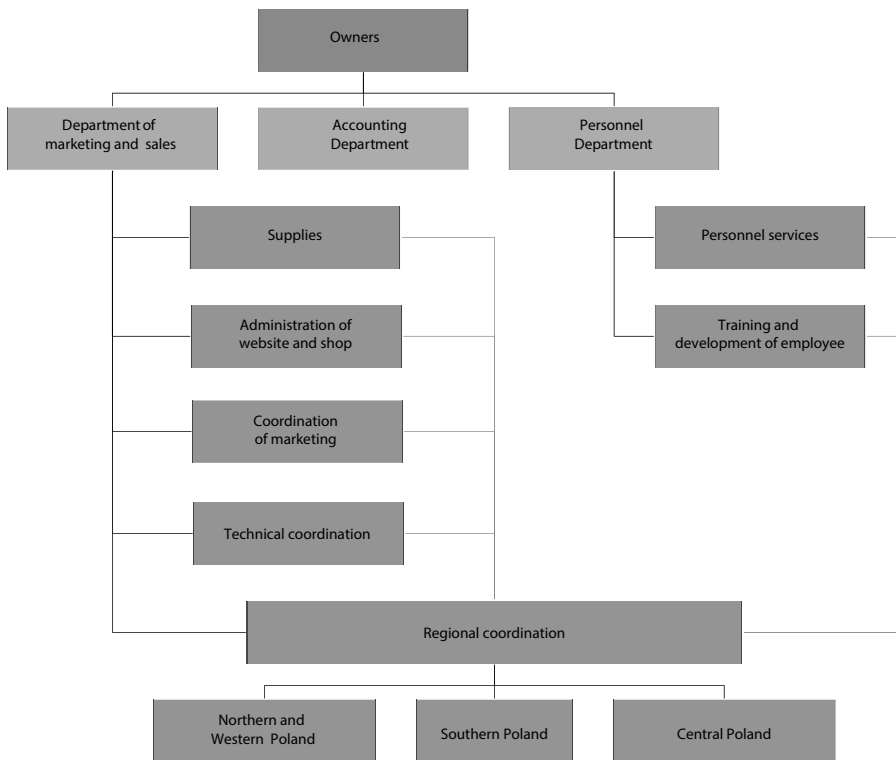 Owners
Department of
marketing and sales
Accounting
Department
Personnel
Department
Supplies
Personnel services
Administration of
website and shop
Training and
development of employee
Coordination
of marketing
Technical coordination
Regional coordination
Northern and
Western Poland
Southern Poland
Central Poland